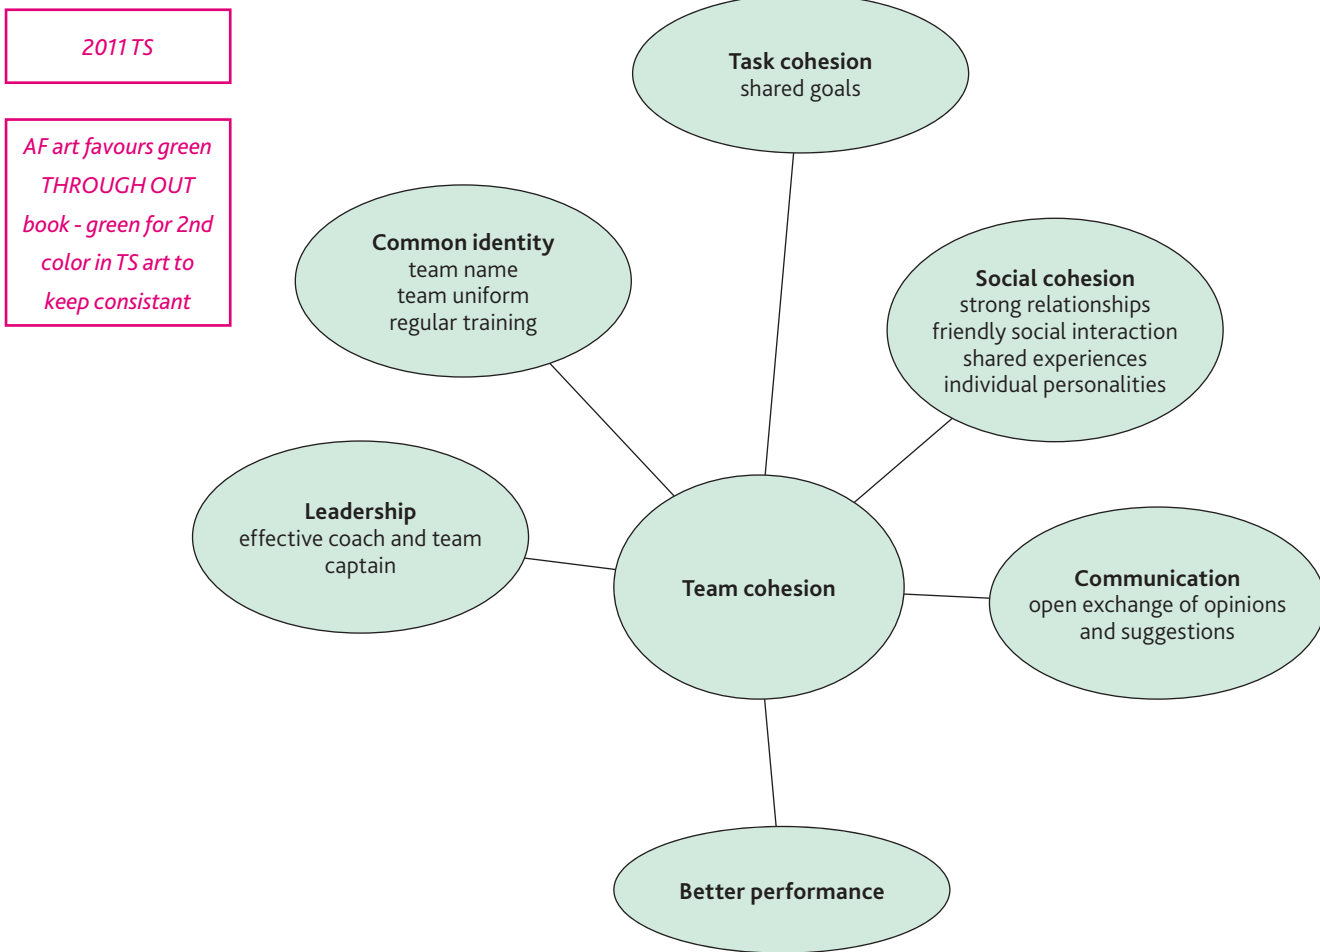 2011 TS
AF art favours green
THROUGH OUT
book - green for 2nd
color in TS art to
keep consistant
Task cohesion
shared goals
Common identity
team name
team uniform
regular training
Social cohesion
strong relationships
friendly social interaction
shared experiences
individual personalities
Leadership
effective coach and team
captain
Team cohesion
Communication
open exchange of opinions
and suggestions
Better performance